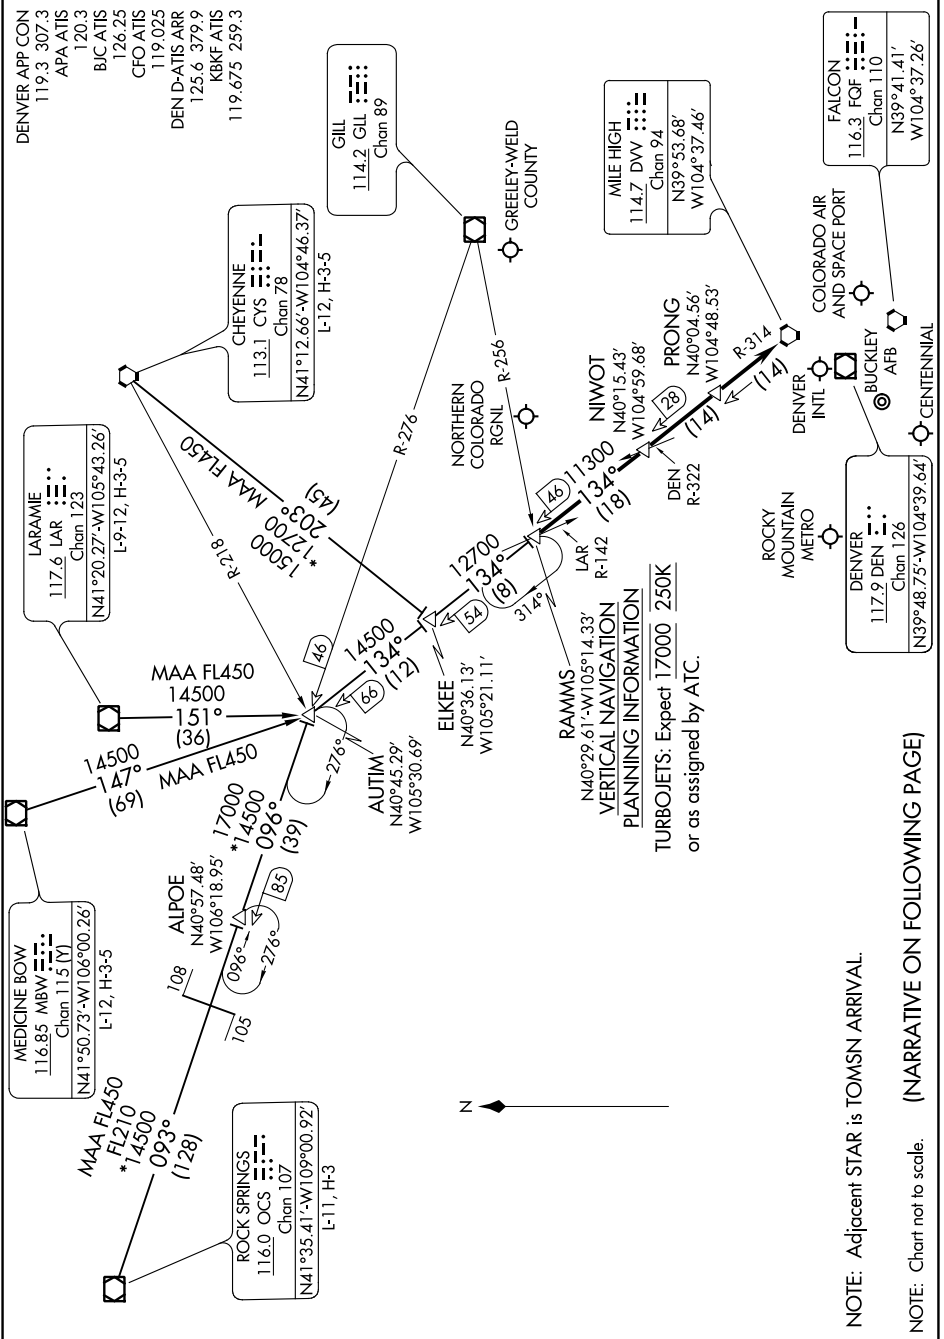 DENVER APP CON
119.3 307.3
APA ATIS
120.3
BJC ATIS
126.25
CFO ATIS
119.025
DEN D-ATIS ARR
125.6 379.9
KBKF ATIS
119.675 259.3
GILL
114.2 GLL
Chan 89
CHEYENNE
113.1 CYS
Chan 78
N41°12.66'-W104°46.37'
L-12, H-3-5
LARAMIE
117.6 LAR
Chan 123
N41°20.27'-W105°43.26'
L-9-12, H-3-5
MEDICINE BOW
116.85 MBW
Chan 115 (Y)
N41°50.73'-W106°00.26'
L-12, H-3-5
ROCK SPRINGS
116.0 OCS
Chan 107
N41°35.41'-W109°00.92'
L-11, H-3
MILE HIGH
114.7 DVV
Chan 94
N39°53.68'
W104°37.46'
FALCON
116.3 FQF
Chan 110
N39°41.41'
W104°37.26'
DENVER
117.9 DEN
Chan 126
N39°48.75'-W104°39.64'
MAA FL450
FL210
*14500
093°
(128)
108
105
ALPOE
N40°57.48'
W106°18.95'
096°
276°
85
17000
*14500
096°
(39)
14500
147°
(69)
MAA FL450
MAA FL450
14500
151°
(36)
R-218
MAA FL450
*15000
*12700
203°
(45)
R-276
46
276°
AUTIM
N40°45.29'
W105°30.69'
66
14500
134°
(12)
ELKEE
N40°36.13'
W105°21.11'
54
12700
134°
(8)
314°
RAMMS
N40°29.61'-W105°14.33'
LAR
R-142
R-256
46
11300
134°
(18)
NIWOT
N40°15.43'
W104°59.68'
DEN
R-322
28
(14)
PRONG
N40°04.56'
W104°48.53'
R-314
(14)
GREELEY-WELD
COUNTY
NORTHERN
COLORADO
RGNL
ROCKY
MOUNTAIN
METRO
DENVER
INTL
COLORADO AIR
AND SPACE PORT
BUCKLEY
AFB
CENTENNIAL
VERTICAL NAVIGATION
PLANNING INFORMATION
TURBOJETS: Expect 17000 250K
or as assigned by ATC.
N
NOTE: Adjacent STAR is TOMSN ARRIVAL.
NOTE: Chart not to scale.
(NARRATIVE ON FOLLOWING PAGE)